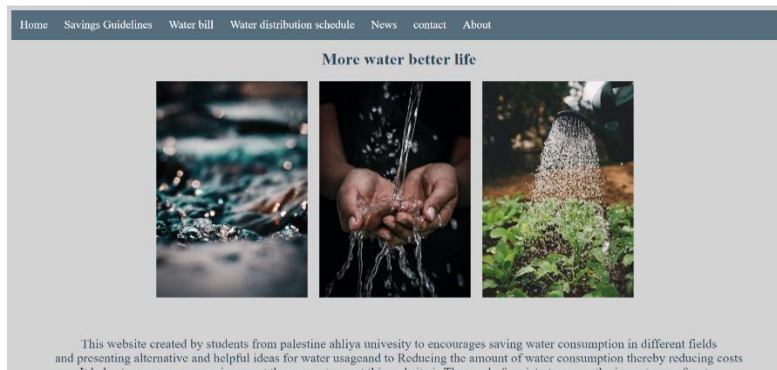 Home Savings Guidelines Water bill Water distribution schedule News contact About
More water better life
This website created by students from palestine ahliya univesity to encourages saving water consumption in different fields
and presenting alternative and helpful ideas for water usageand to Reducing the amount of water consumption thereby reducing costs